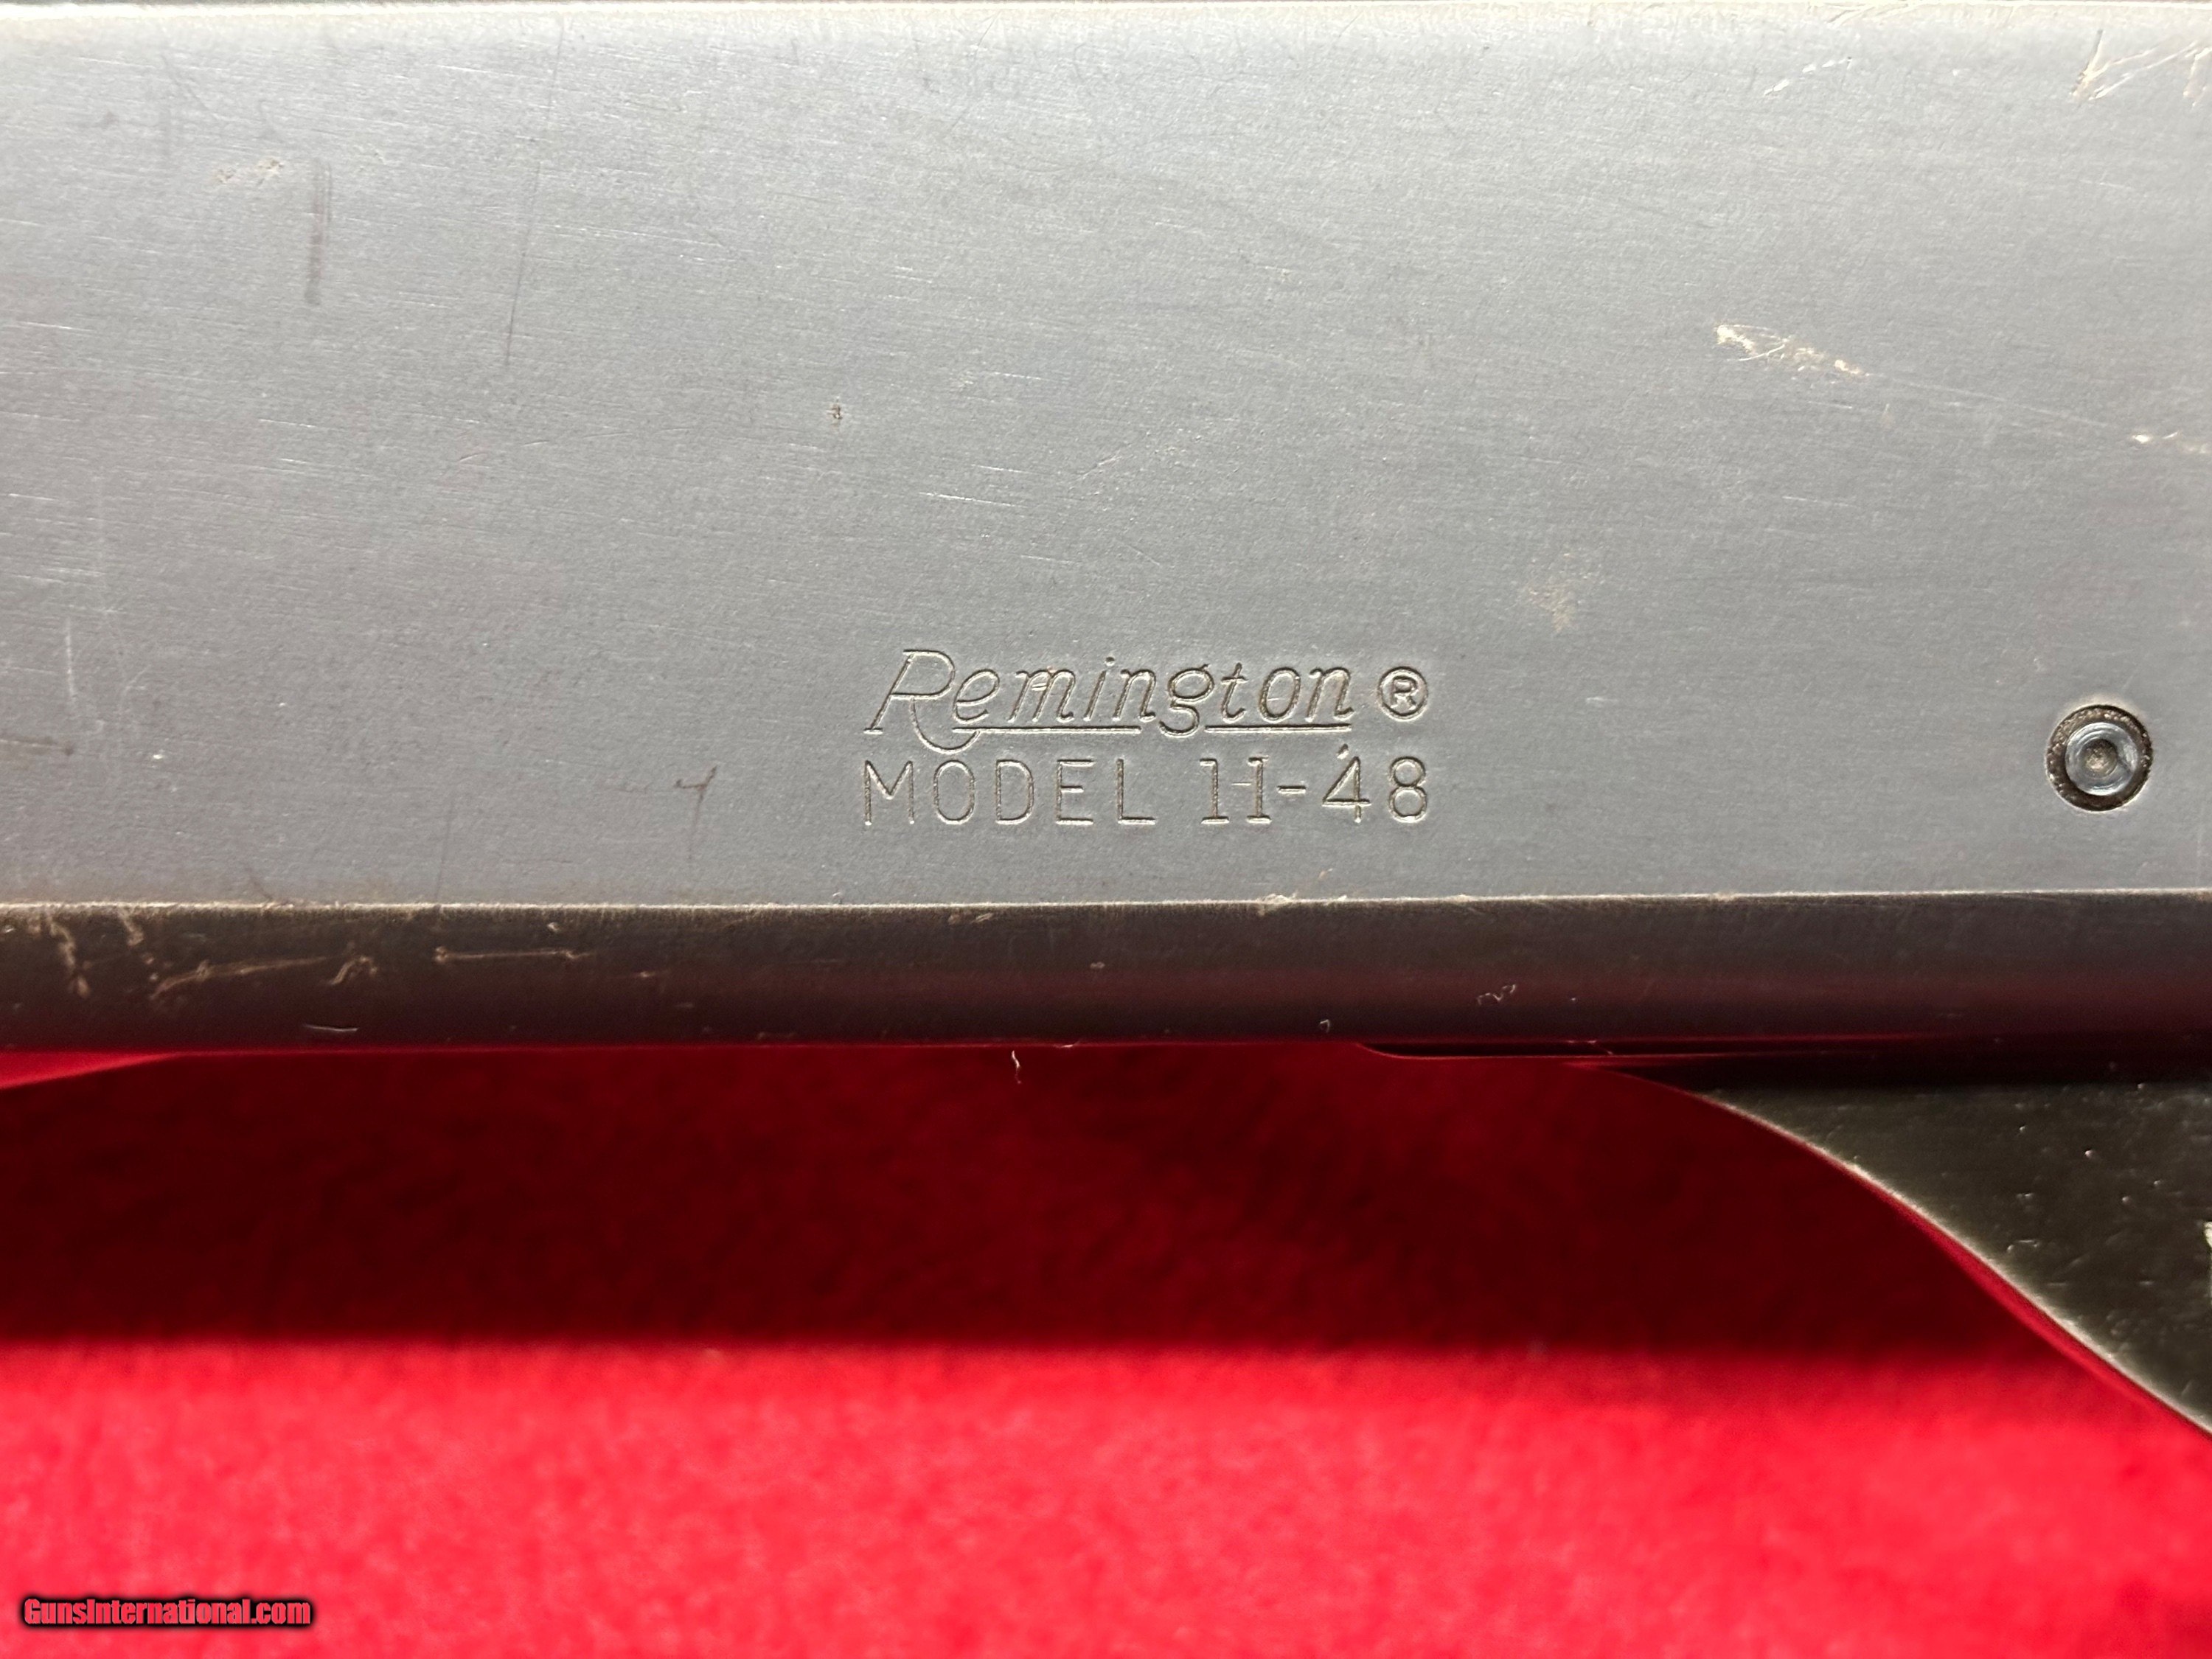 Remington®
MODEL 11-'48
GunsInternational.com